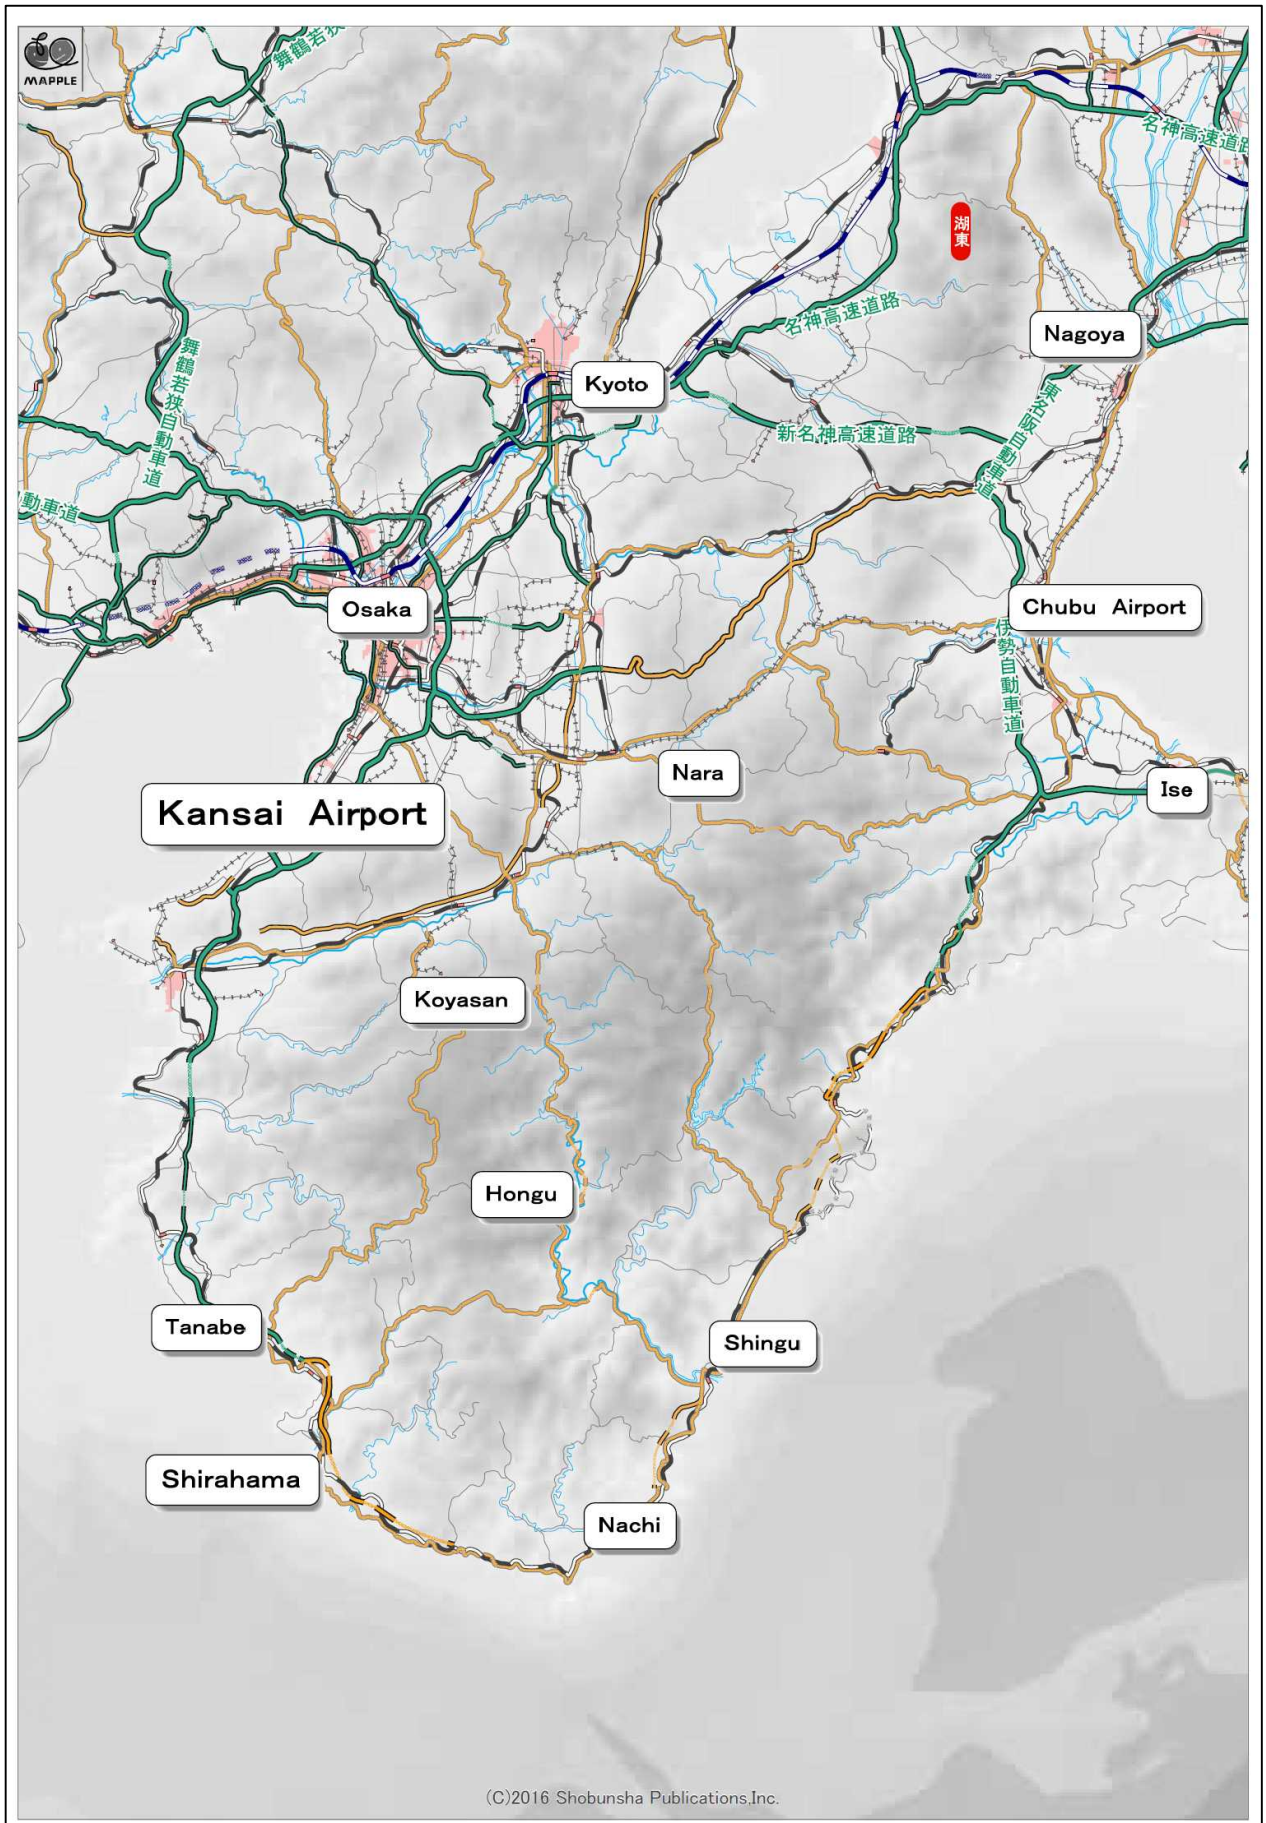 MAPPLE
舞鶴若狭
名神高速道路
湖東
名神高速道路
Nagoya
舞鶴若狭自動車道
Kyoto
東名阪自動車道
新名神高速道路
動車道
Osaka
Chubu Airport
伊勢自動車道
Nara
Ise
Kansai Airport
Koyasan
Hongu
Tanabe
Shingu
Shirahama
Nachi
(C)2016 Shobunsha Publications,Inc.